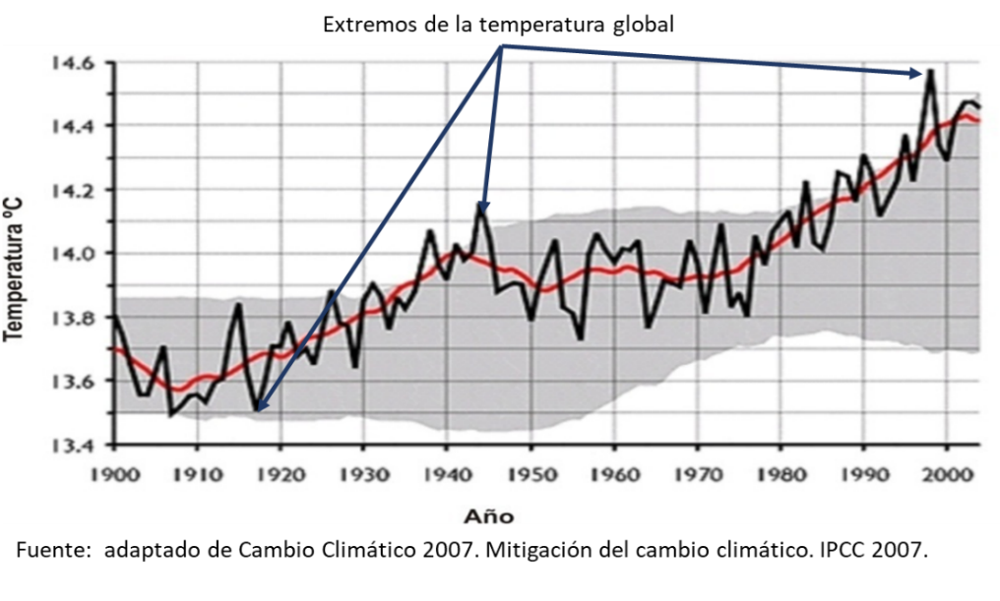 Extremos de la temperatura global
14.6
14.4
14.2
14.0
13.8
13.6
13.4
Temperatura ºC
1900 1910 1920 1930 1940 1950 1960 1970 1980 1990 2000
Año
Fuente:  adaptado de Cambio Climático 2007. Mitigación del cambio climático. IPCC 2007.